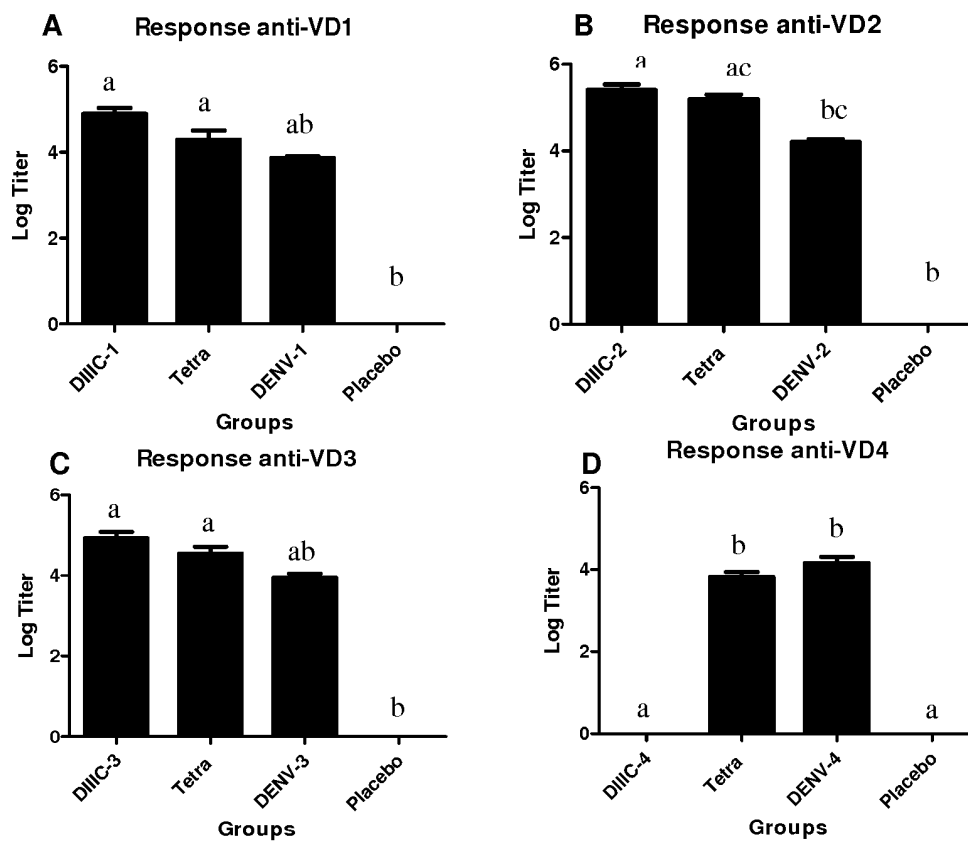 A
Response anti-VD1
Log Titer
6
4
2
0
a
a
ab
b
DIIIC-1
Tetra
DENV-1
Placebo
Groups
B
Response anti-VD2
Log Titer
6
4
2
0
a
ac
bc
b
DIIIC-2
Tetra
DENV-2
Placebo
Groups
C
Response anti-VD3
Log Titer
6
4
2
0
a
a
ab
b
DIIIC-3
Tetra
DENV-3
Placebo
Groups
D
Response anti-VD4
Log Titer
6
4
2
0
a
b
b
a
DIIIC-4
Tetra
DENV-4
Placebo
Groups